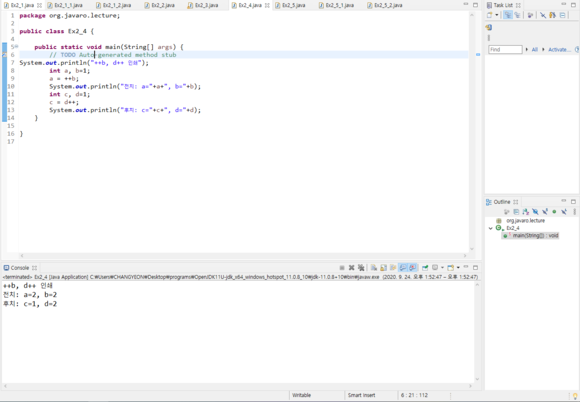 Ex2_1.java
Ex2_1_1.java
Ex2_1_2.java
Ex2_2.java
Ex2_3.java
Ex2_4.java
Ex2_5.java
Ex2_5_1.java
Ex2_5_2.java
1 package org.javaro.lecture;
2
3 public class Ex2_4 {
4
5 public static void main(String[] args) {
6 // TODO Auto-generated method stub
7 System.out.println("++b, d++ 인쇄");
8 int a, b=1;
9 a = ++b;
10 System.out.println("전치: a="+a+", b="+b);
11 int c, d=1;
12 c = d++;
13 System.out.println("후치: c="+c+", d="+d);
14 }
15
16 }
17
Task List
Find
All
Activate...
Outline
org.javaro.lecture
Ex2_4
main(String[]) : void
Console
<terminated> Ex2_4 [Java Application] C:₩Users₩CHANGYEON₩Desktop₩programs₩OpenJDK11U-jdk_x64_windows_hotspot_11.0.8_10₩jdk-11.0.8+10₩bin₩javaw.exe (2020. 9. 24. 오후 1:52:47 – 오후 1:52:47)
++b, d++ 인쇄
전치: a=2, b=2
후치: c=1, d=2
Writable
Smart Insert
6 : 21 : 112